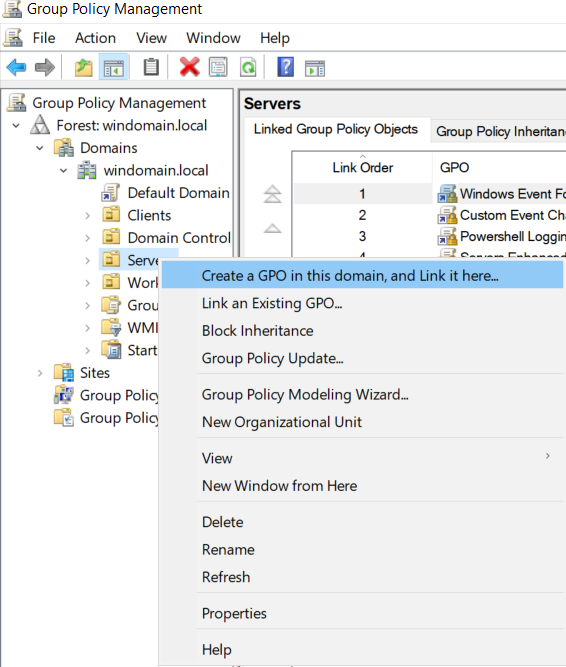 Group Policy Management
File Action View Window Help
Group Policy Management
Forest: windomain.local
Domains
windomain.local
Default Domain
Clients
Domain Control
Serve
Work
Grou
WMI
Start
Sites
Group Policy
Group Policy
Servers
Linked Group Policy Objects Group Policy Inheritan
Link Order GPO
1 Windows Event Fo
2 Custom Event Cha
3 Powershell Loggin
4 Servers Enhanced
Create a GPO in this domain, and Link it here...
Link an Existing GPO...
Block Inheritance
Group Policy Update...
Group Policy Modeling Wizard...
New Organizational Unit
View
New Window from Here
Delete
Rename
Refresh
Properties
Help